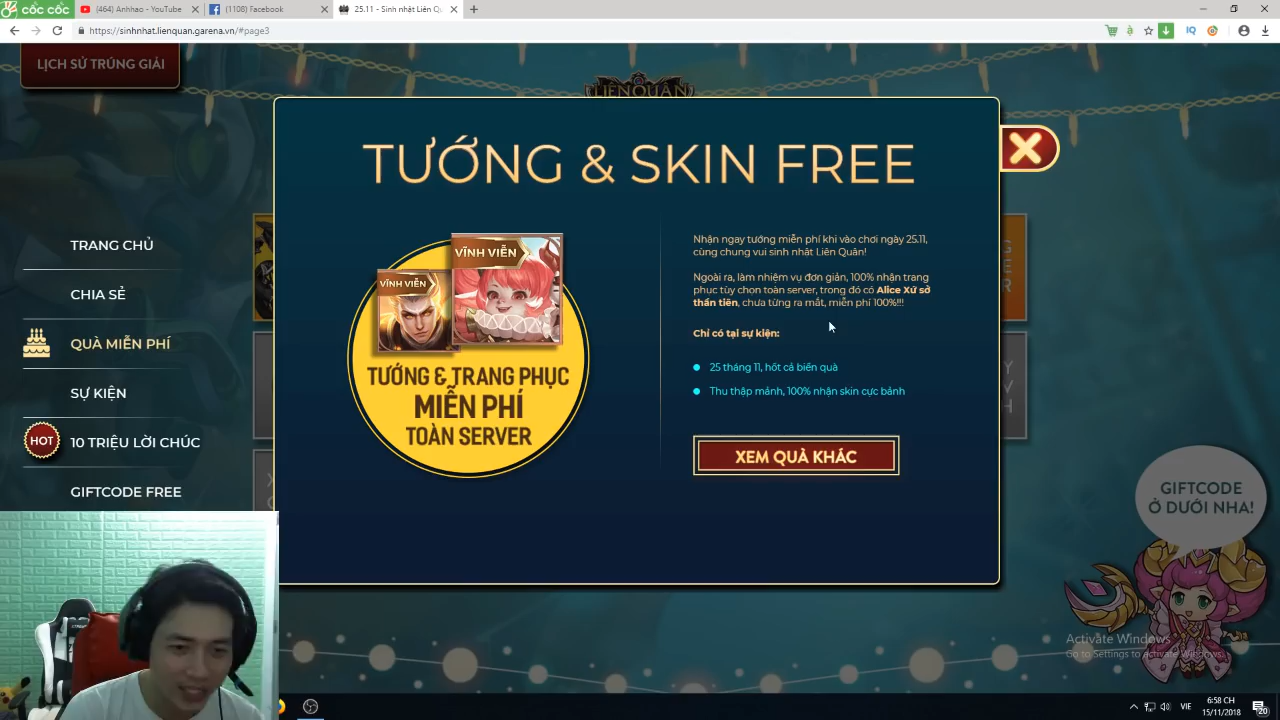 cốc cốc
(464) Anhhao - YouTube
(1108) Facebook
25.11 - Sinh nhật Liên Qu
https://sinhnhat.lienquan.garena.vn/#page3
LỊCH SỬ TRÚNG GIẢI
LIÊN QUÂN
TƯỚNG & SKIN FREE
TRANG CHỦ
CHIA SẺ
QUÀ MIỄN PHÍ
SỰ KIỆN
HOT
10 TRIỆU LỜI CHÚC
GIFTCODE FREE
VĨNH VIỄN
VĨNH VIỄN
TƯỚNG & TRANG PHỤC
MIỄN PHÍ
TOÀN SERVER
Nhận ngay tướng miễn phí khi vào chơi ngày 25.11,
cùng chung vui sinh nhật Liên Quân!
Ngoài ra, làm nhiệm vụ đơn giản, 100% nhận trang
phục tùy chọn toàn server, trong đó có Alice Xứ sở
thần tiên, chưa từng ra mắt, miễn phí 100%!!!
Chỉ có tại sự kiện:
25 tháng 11, hốt cả biển quà
Thu thập mảnh, 100% nhận skin cực bảnh
XEM QUÀ KHÁC
GIFTCODE
Ở DƯỚI NHA!
Activate Windows
Go to Settings to activate Windows.
VIE
6:58 CH
15/11/2018
20